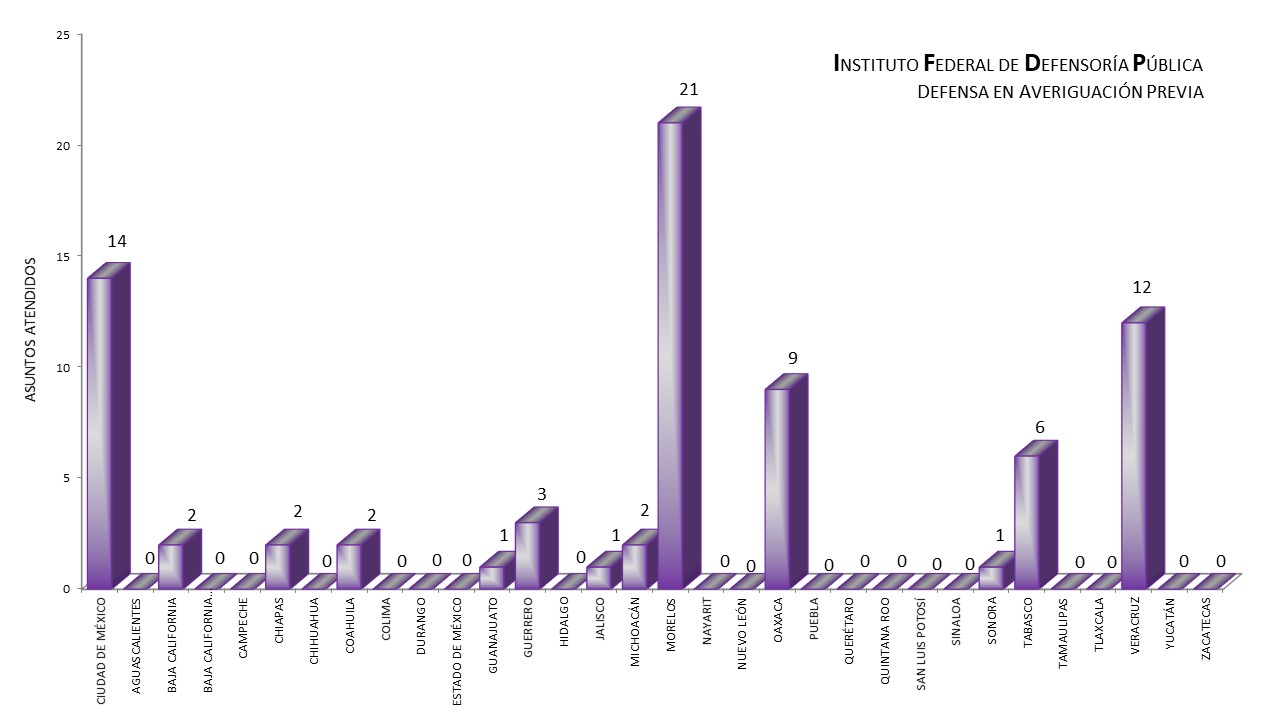 INSTITUTO FEDERAL DE DEFENSORÍA PÚBLICA
DEFENSA EN AVERIGUACIÓN PREVIA
ASUNTOS ATENDIDOS
25
20
15
10
5
0
14
0
2
0
0
2
0
2
0
0
0
1
3
0
1
2
21
0
0
9
0
0
0
0
0
1
6
0
0
12
0
0
CIUDAD DE MÉXICO
AGUASCALIENTES
BAJA CALIFORNIA
BAJA CALIFORNIA...
CAMPECHE
CHIAPAS
CHIHUAHUA
COAHUILA
COLIMA
DURANGO
ESTADO DE MÉXICO
GUANAJUATO
GUERRERO
HIDALGO
JALISCO
MICHOACÁN
MORELOS
NAYARIT
NUEVO LEÓN
OAXACA
PUEBLA
QUERÉTARO
QUINTANA ROO
SAN LUIS POTOSÍ
SINALOA
SONORA
TABASCO
TAMAULIPAS
TLAXCALA
VERACRUZ
YUCATÁN
ZACATECAS